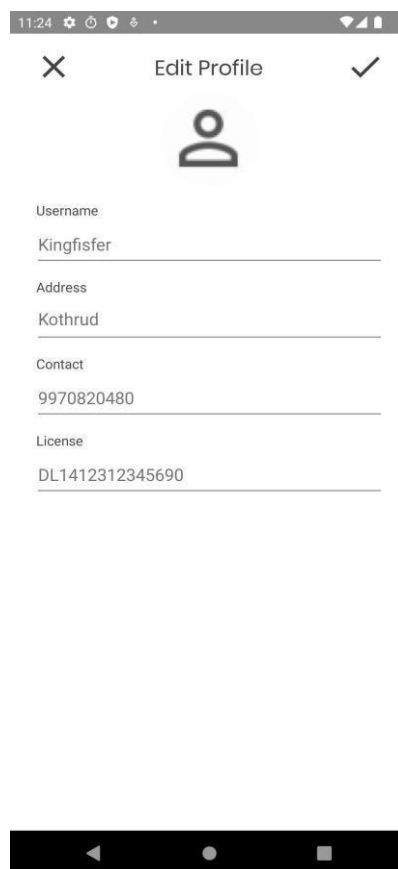 11:24
Edit Profile
Username
Kingfisfer
Address
Kothrud
Contact
9970820480
License
DL1412312345690